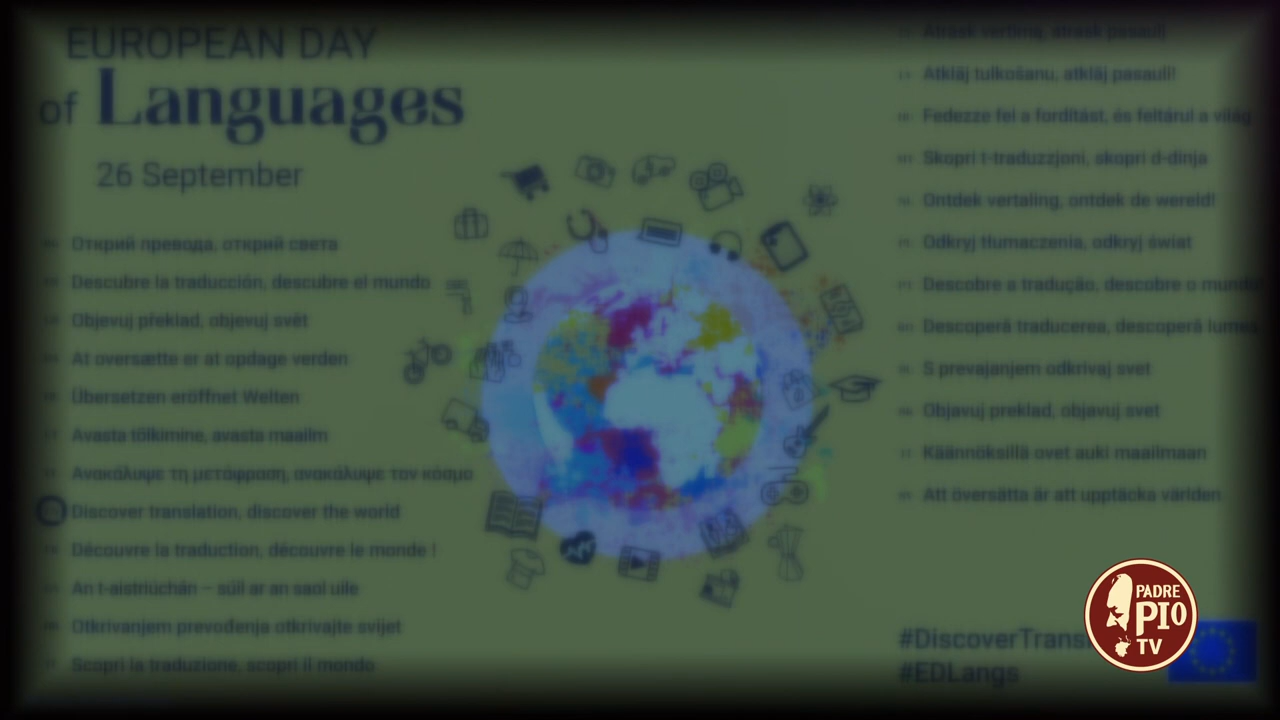 EUROPEAN DAY
of Languages
26 September
Открий превода, открий света
Descubre la traducción, descubre el mundo
Objevuj překlad, objevuj svět
At oversætte er at opdage verden
Übersetzen eröffnet Welten
Avasta tõlkimine, avasta maailm
Ανακάλυψε τη μετάφραση, ανακάλυψε τον κόσμο
Discover translation, discover the world
Découvre la traduction, découvre le monde !
An t-aistriúchán – súil ar an saol uile
Otkrivanjem prevođenja otkrivajte svijet
Scopri la traduzione, scopri il mondo
Atrask vertimą, atrask pasaulį
Atklāj tulkošanu, atklāj pasauli!
Fedezze fel a fordítást, és feltárul a világ
Skopri t-traduzzjoni, skopri d-dinja
Ontdek vertaling, ontdek de wereld!
Odkryj tłumaczenia, odkryj świat
Descobre a tradução, descobre o mundo
Descoperă traducerea, descoperă lumea
S prevajanjem odkrivaj svet
Objavuj preklad, objavuj svet
Käännöksillä ovet auki maailmaan
Att översätta är att upptäcka världen
#DiscoverTransl
#EDLangs
PADRE
PIO
TV